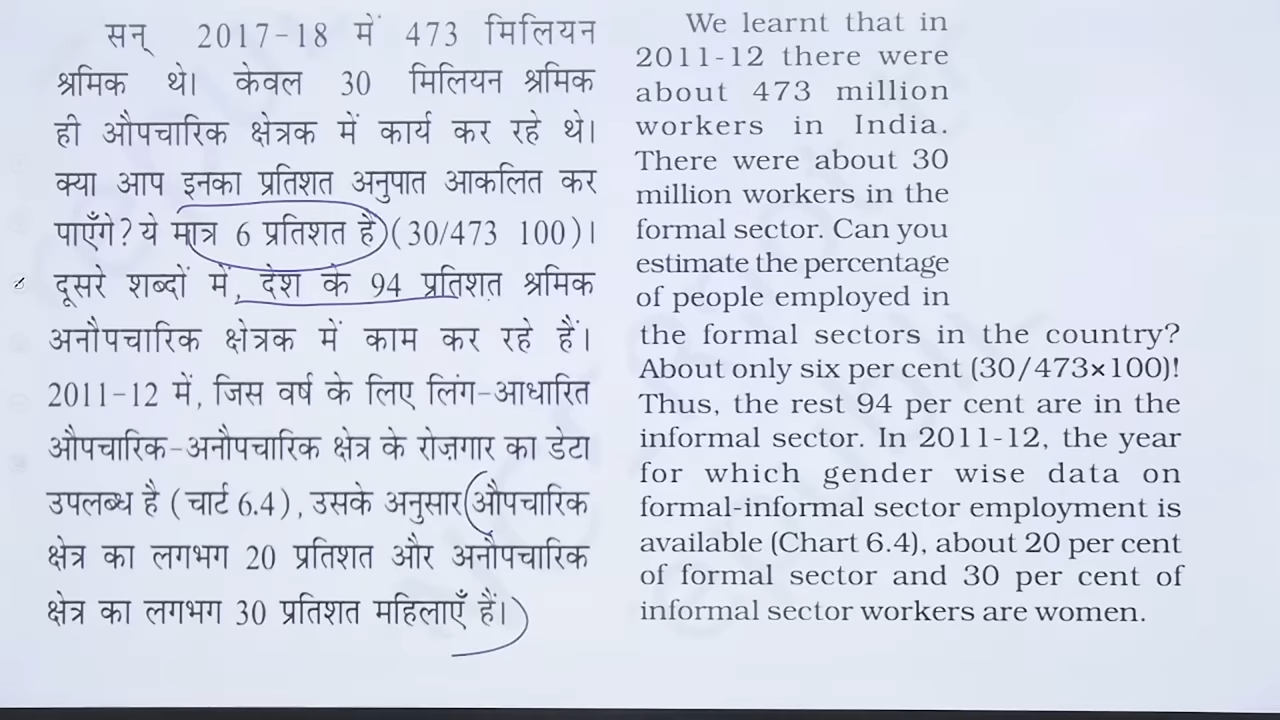 सन् 2017-18 में 473 मिलियन
श्रमिक थे। केवल 30 मिलियन श्रमिक
ही औपचारिक क्षेत्रक में कार्य कर रहे थे।
क्या आप इनका प्रतिशत अनुपात आकलित कर
पाएँगे? ये मात्र 6 प्रतिशत है (30/473 100)।
दूसरे शब्दों में, देश के 94 प्रतिशत श्रमिक
अनौपचारिक क्षेत्रक में काम कर रहे हैं।
2011-12 में, जिस वर्ष के लिए लिंग-आधारित
औपचारिक-अनौपचारिक क्षेत्र के रोज़गार का डेटा
उपलब्ध है (चार्ट 6.4), उसके अनुसार औपचारिक
क्षेत्र का लगभग 20 प्रतिशत और अनौपचारिक
क्षेत्र का लगभग 30 प्रतिशत महिलाएँ हैं।
We learnt that in
2011-12 there were
about 473 million
workers in India.
There were about 30
million workers in the
formal sector. Can you
estimate the percentage
of people employed in
the formal sectors in the country?
About only six per cent (30/473×100)!
Thus, the rest 94 per cent are in the
informal sector. In 2011-12, the year
for which gender wise data on
formal-informal sector employment is
available (Chart 6.4), about 20 per cent
of formal sector and 30 per cent of
informal sector workers are women.